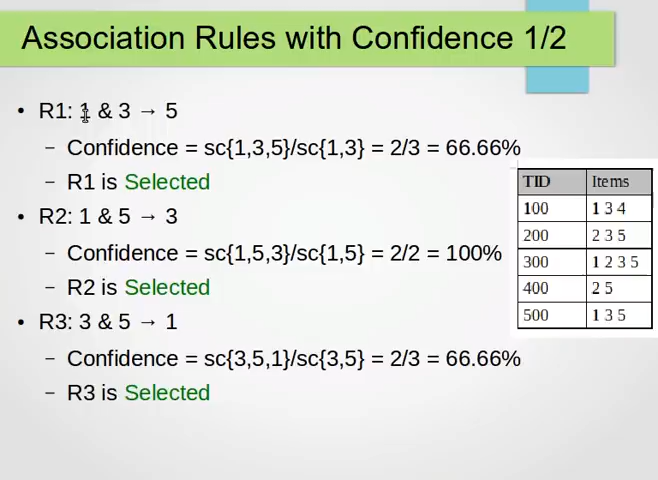 Association Rules with Confidence 1/2
• R1: 1 & 3 → 5
– Confidence = sc{1,3,5}/sc{1,3} = 2/3 = 66.66%
– R1 is Selected
• R2: 1 & 5 → 3
– Confidence = sc{1,5,3}/sc{1,5} = 2/2 = 100%
– R2 is Selected
• R3: 3 & 5 → 1
– Confidence = sc{3,5,1}/sc{3,5} = 2/3 = 66.66%
– R3 is Selected
TID Items
100 1 3 4
200 2 3 5
300 1 2 3 5
400 2 5
500 1 3 5